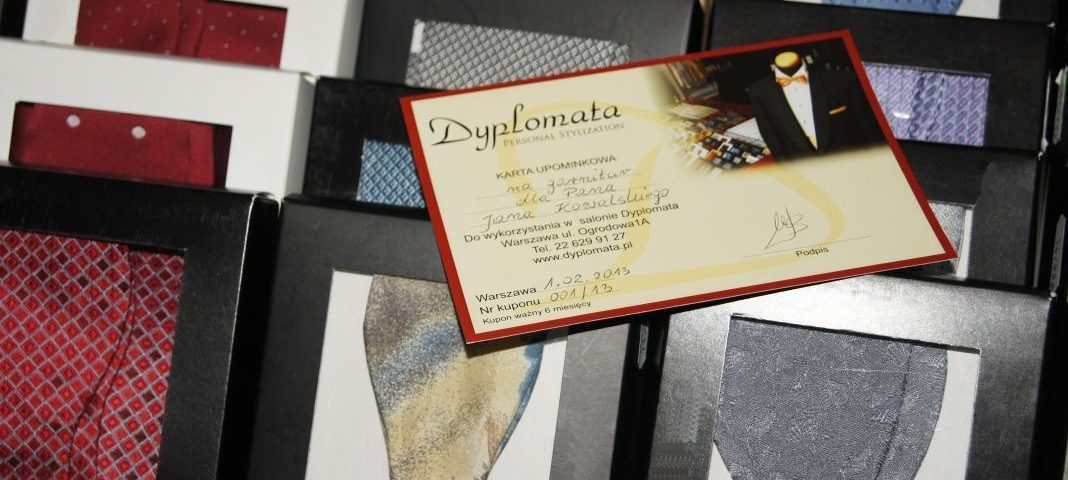 Dyplomata
PERSONAL STYLIZATION
KARTA UPOMINKOWA
na garnitur
dla Pana
Jana Kowalskiego
Do wykorzystania w salonie Dyplomata
Warszawa ul. Ogrodowa1A
Tel. 22 629 91 27
www.dyplomata.pl
Podpis
Warszawa 1.02.2013
Nr kuponu 001/13
Kupon ważny 6 miesięcy